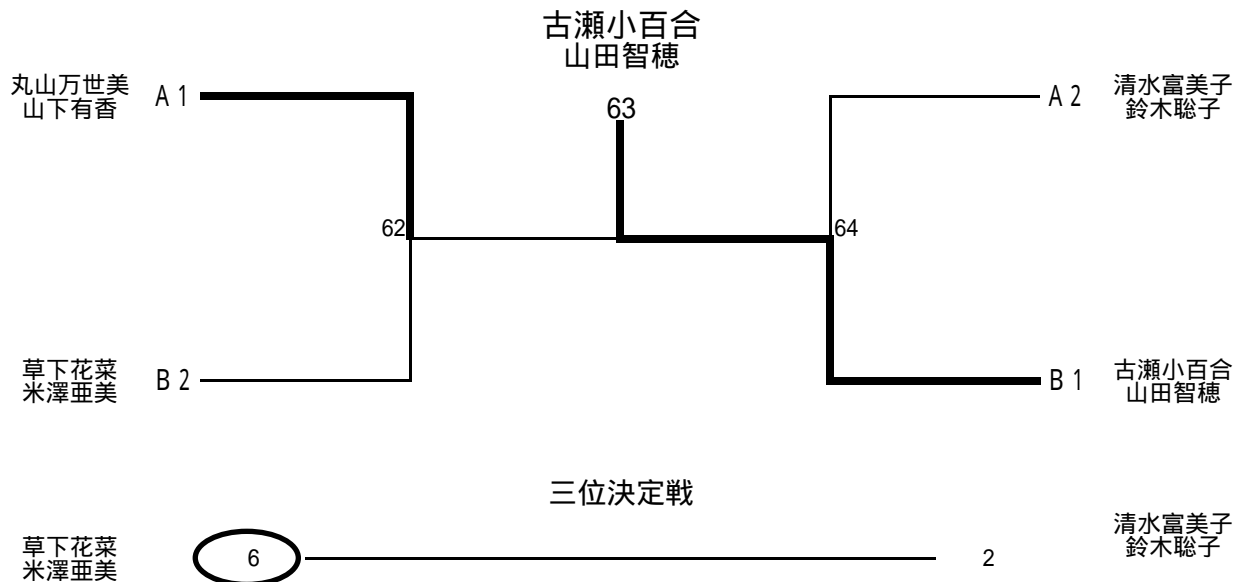 古瀬小百合
山田智穂
丸山万世美
山下有香
A 1
63
A 2
清水富美子
鈴木聡子
62
64
草下花菜
米澤亜美
B 2
B 1
古瀬小百合
山田智穂
三位決定戦
草下花菜
米澤亜美
6
2
清水富美子
鈴木聡子